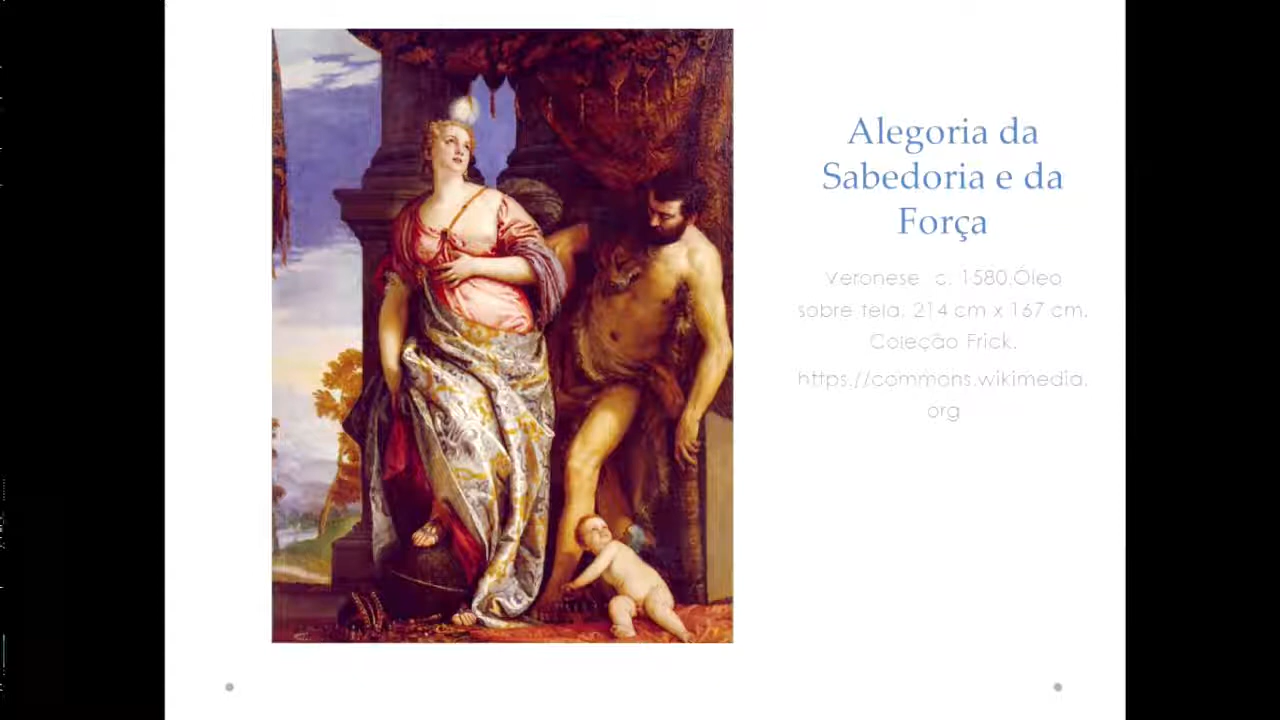 Alegoria da
Sabedoria e da
Força
Veronese c. 1580.Óleo
sobre tela. 214 cm x 167 cm.
Coleção Frick.
https://commons.wikimedia.
org